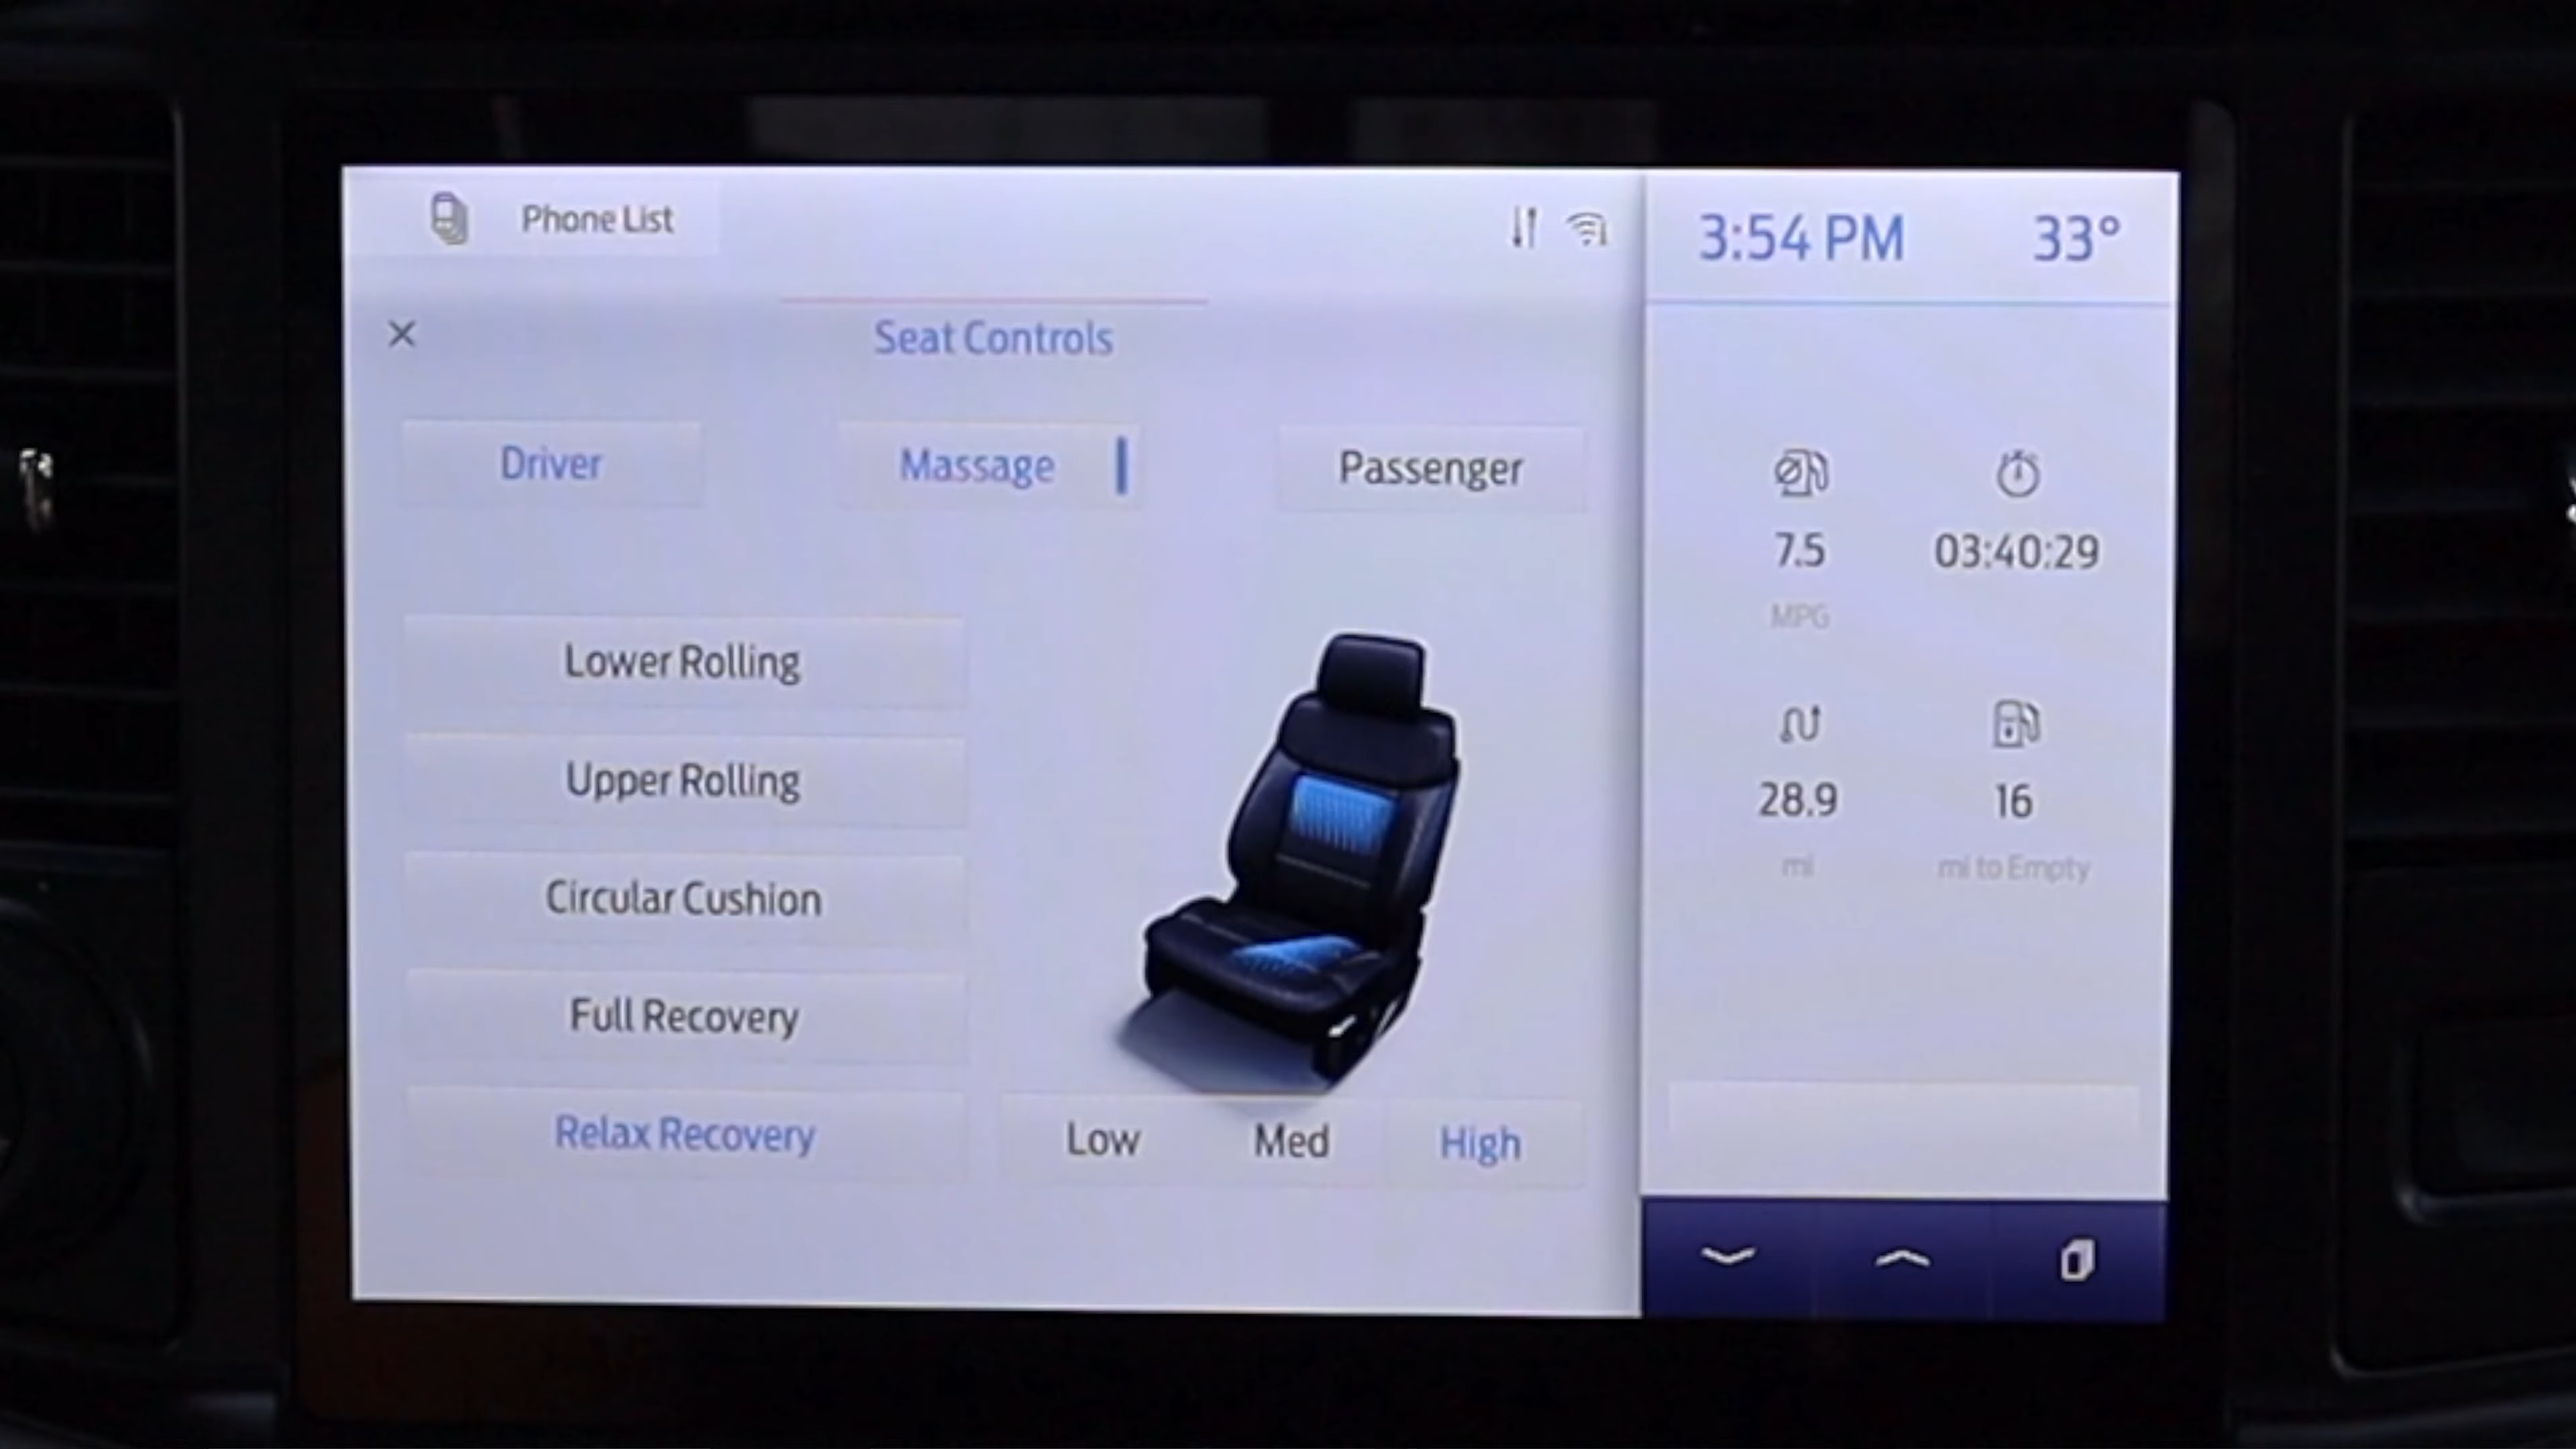 Phone List
3:54 PM 33°
Seat Controls
Driver Massage Passenger
7.5 03:40:29
MPG
Lower Rolling
Upper Rolling
28.9 16
mi mi to Empty
Circular Cushion
Full Recovery
Relax Recovery
Low Med High